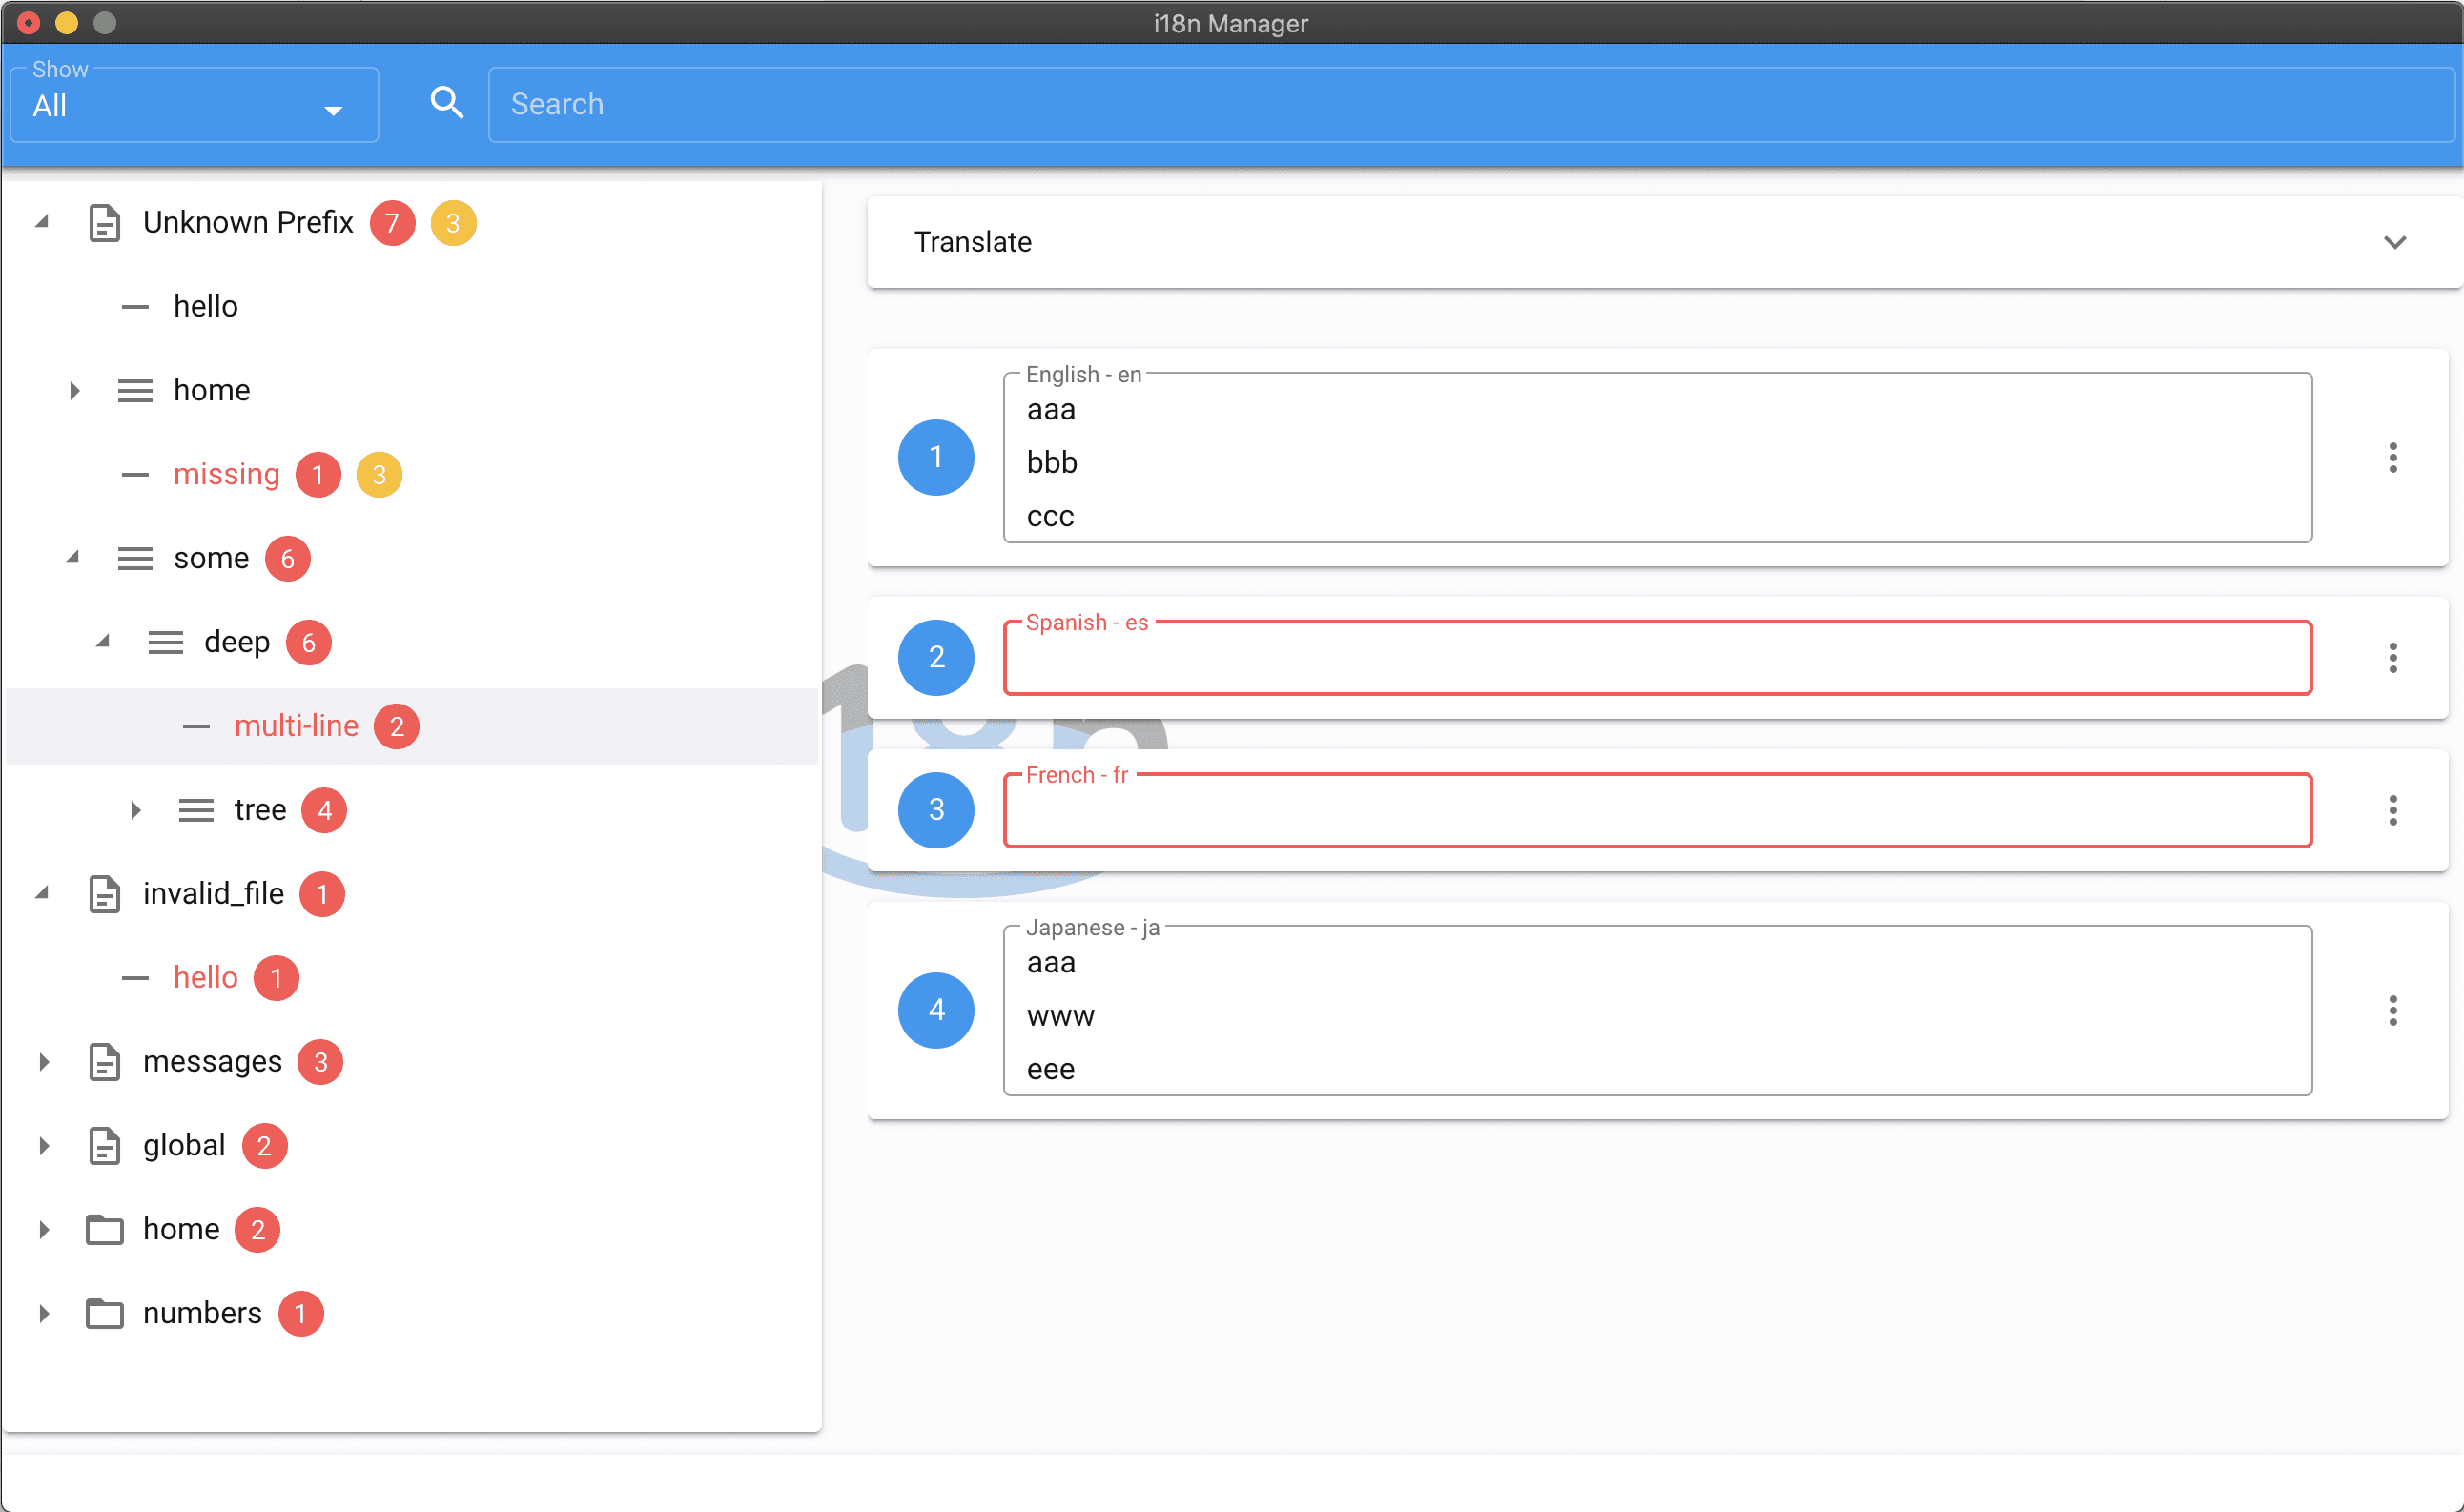 i18n Manager
Show
All
Search
Unknown Prefix 7 3
hello
home
missing 1 3
some 6
deep 6
multi-line 2
tree 4
invalid_file 1
hello 1
messages 3
global 2
home 2
numbers 1
Translate
1
English - en
aaa
bbb
ccc
2
Spanish - es
3
French - fr
4
Japanese - ja
aaa
www
eee